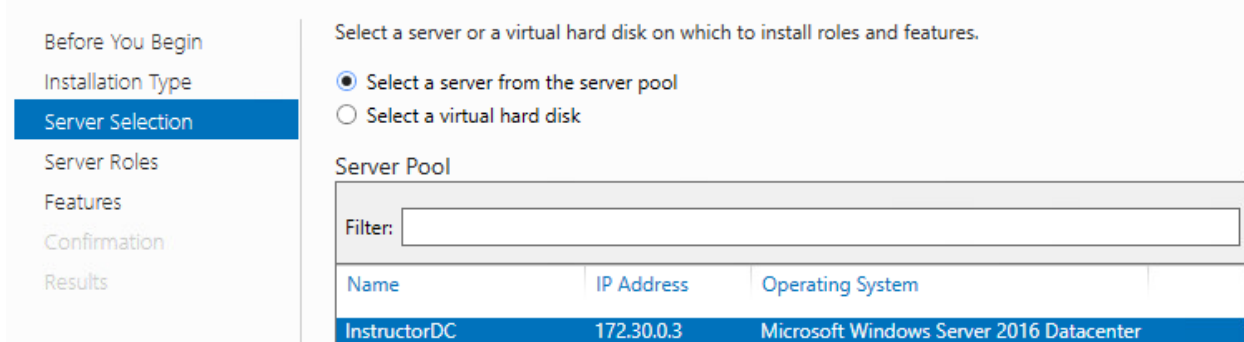 Before You Begin
Installation Type
Server Selection
Server Roles
Features
Confirmation
Results
Select a server or a virtual hard disk on which to install roles and features.
Select a server from the server pool
Select a virtual hard disk
Server Pool
Filter:
Name IP Address Operating System
InstructorDC 172.30.0.3 Microsoft Windows Server 2016 Datacenter